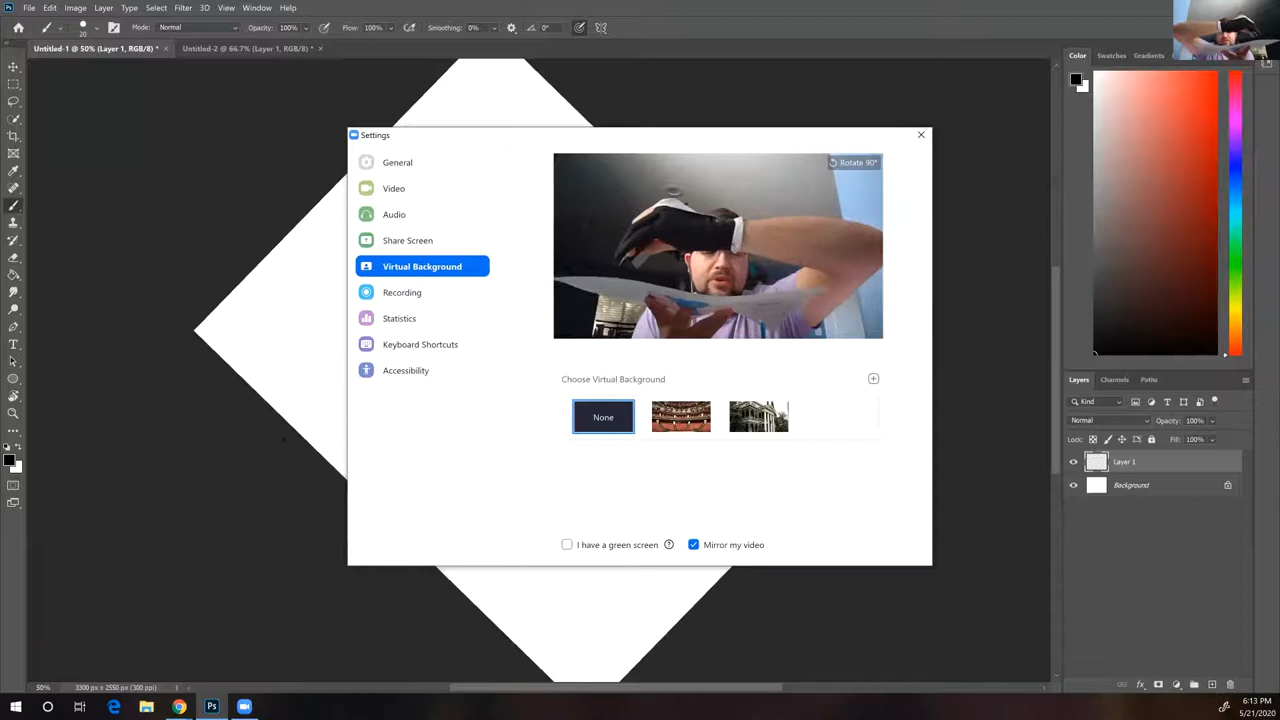 File Edit Image Layer Type Select Filter 3D View Window Help
20 Mode: Normal Opacity: 100% Flow: 100% Smoothing: 0% 0°
Untitled-1 @ 50% (Layer 1, RGB/8) * × Untitled-2 @ 66.7% (Layer 1, RGB/8) * ×
Color Swatches Gradients
Settings
General
Video
Audio
Share Screen
Virtual Background
Recording
Statistics
Keyboard Shortcuts
Accessibility
Rotate 90°
Choose Virtual Background
None
I have a green screen
Mirror my video
Layers Channels Paths
Kind
Normal Opacity: 100%
Lock: Fill: 100%
Layer 1
Background
50% 3300 px x 2550 px (300 ppi)
6:13 PM
5/21/2020